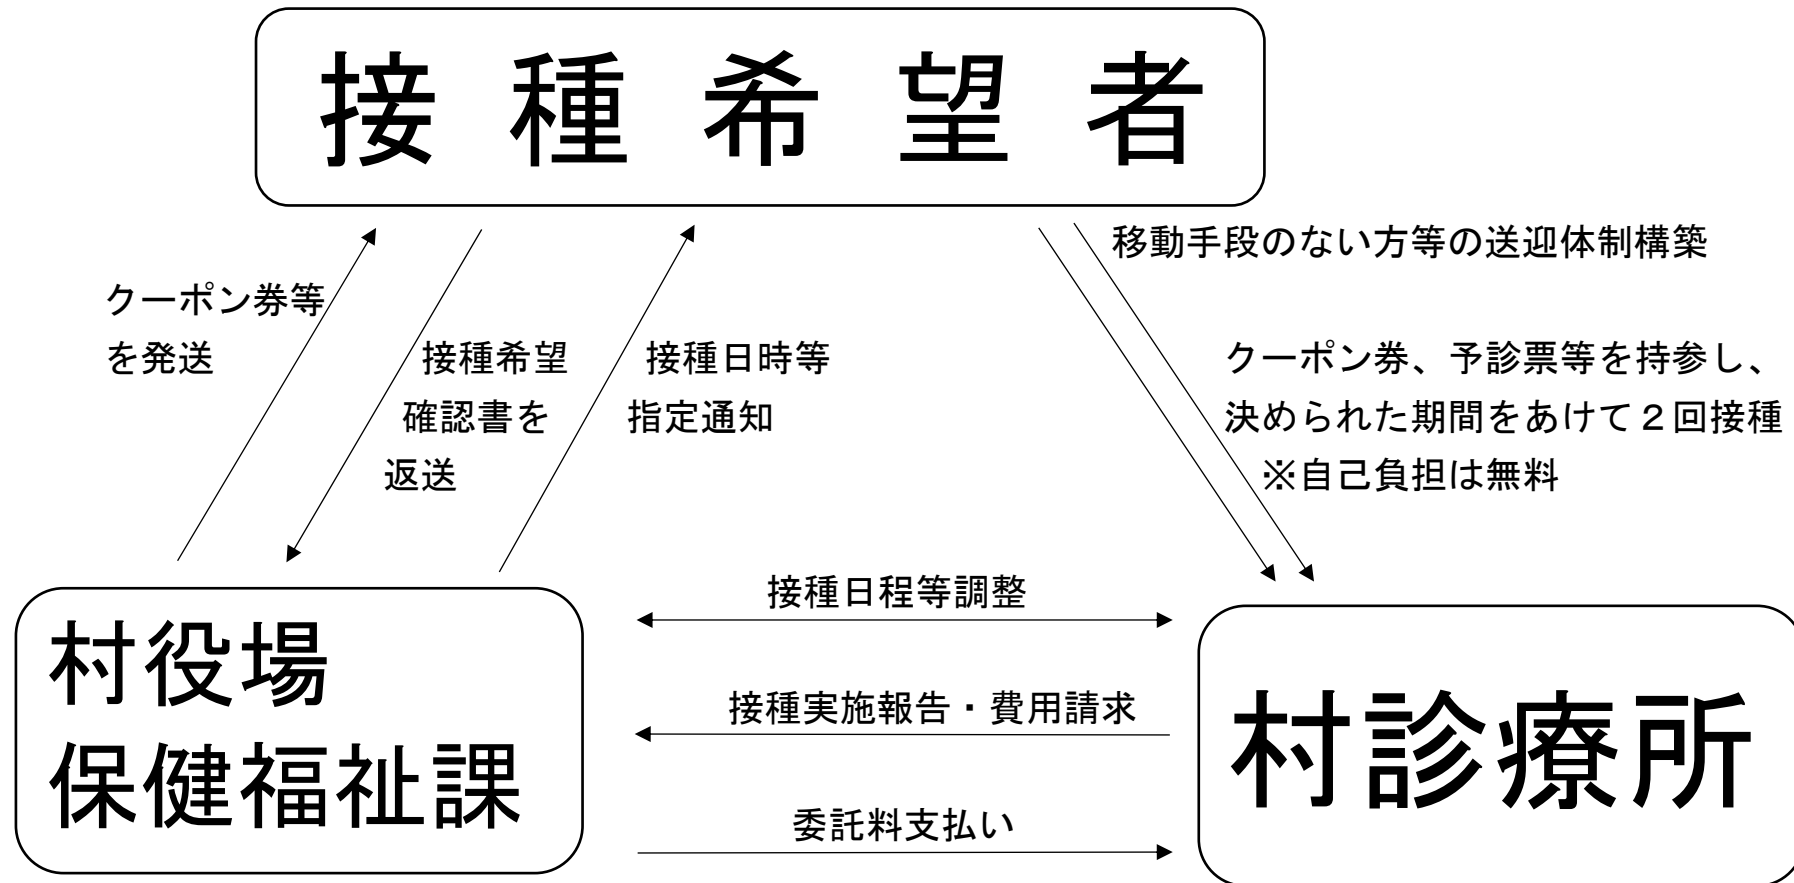 接種希望者
移動手段のない方等の送迎体制構築
クーポン券等
を発送
接種希望
確認書を
返送
接種日時等
指定通知
クーポン券、予診票等を持参し、
決められた期間をあけて２回接種
※自己負担は無料
接種日程等調整
村役場
保健福祉課
接種実施報告・費用請求
村診療所
委託料支払い